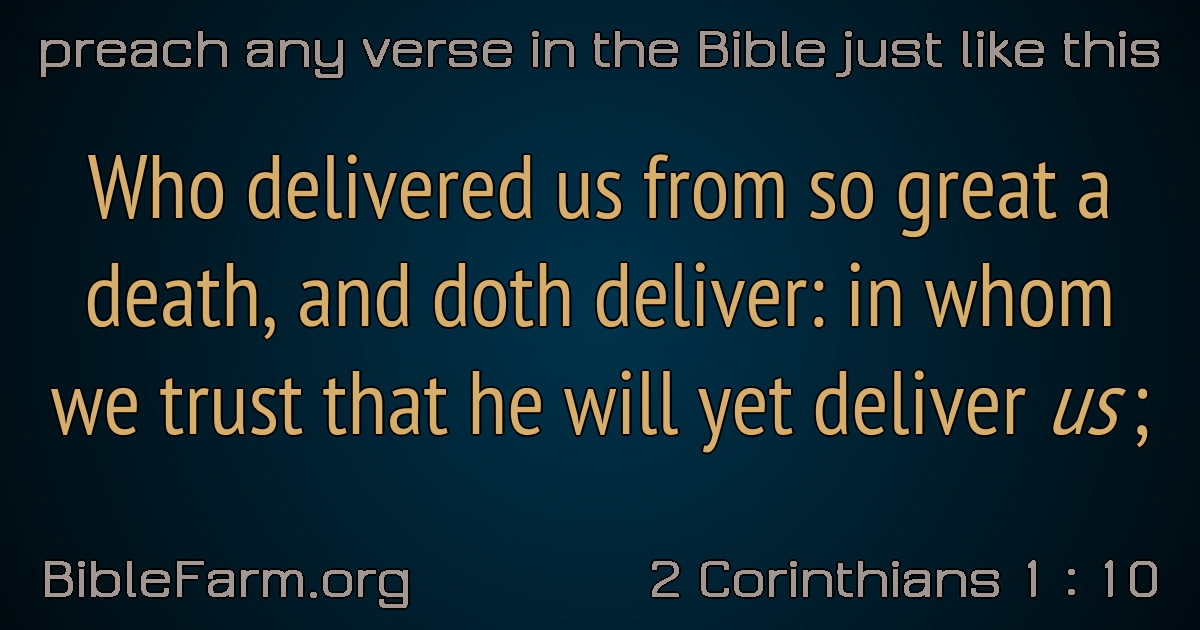 preach any verse in the Bible just like this
Who delivered us from so great a
death, and doth deliver: in whom
we trust that he will yet deliver us;
BibleFarm.org
2 Corinthians 1 : 10